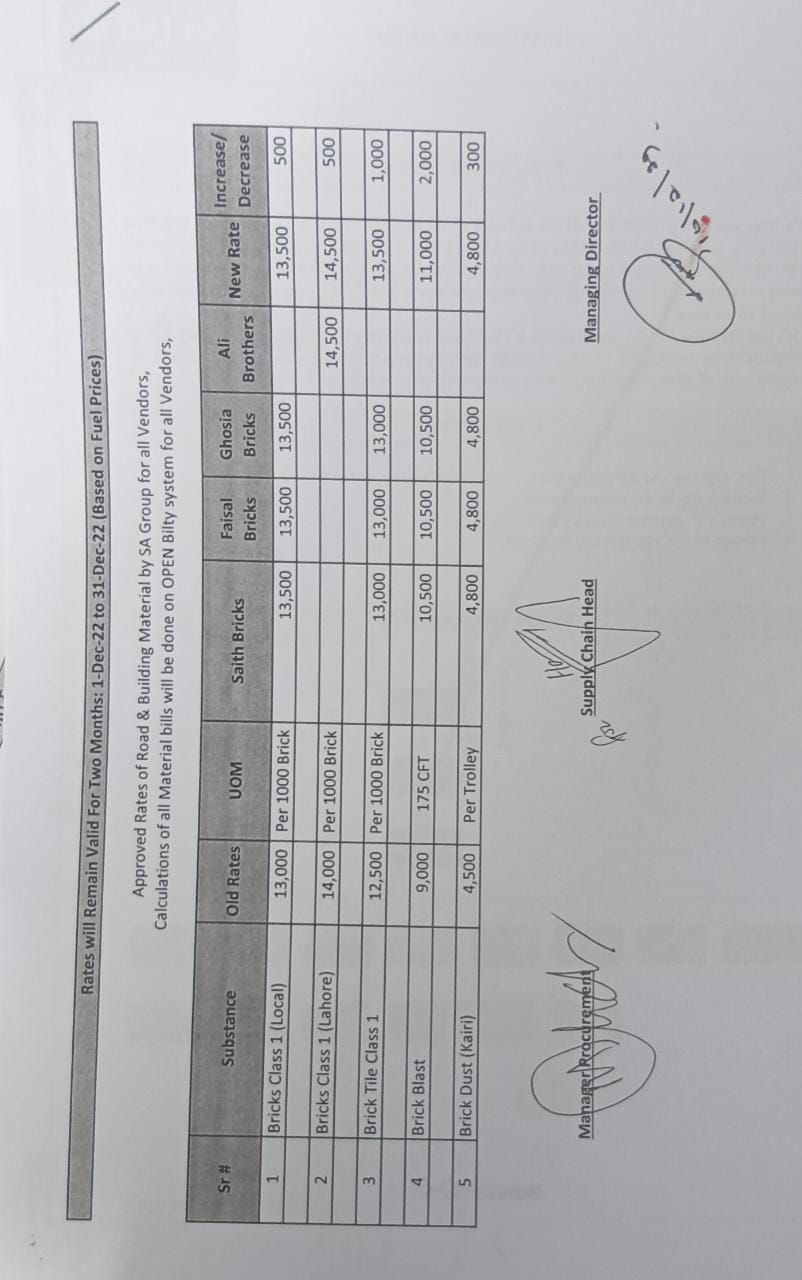 Rates will Remain Valid For Two Months: 1-Dec-22 to 31-Dec-22 (Based on Fuel Prices)
Approved Rates of Road & Building Material by SA Group for all Vendors,
Calculations of all Material bills will be done on OPEN Bilty system for all Vendors,
Sr # Substance Old Rates UOM Saith Bricks Faisal Bricks Ghosia Bricks Ali Brothers New Rate Increase/ Decrease
1 Bricks Class 1 (Local) 13,000 Per 1000 Brick 13,500 13,500 13,500 13,500 500
2 Bricks Class 1 (Lahore) 14,000 Per 1000 Brick 14,500 14,500 500
3 Brick Tile Class 1 12,500 Per 1000 Brick 13,000 13,000 13,000 13,500 1,000
4 Brick Blast 9,000 175 CFT 10,500 10,500 10,500 11,000 2,000
5 Brick Dust (Kairi) 4,500 Per Trolley 4,800 4,800 4,800 4,800 300
Manager Procurement Supply Chain Head Managing Director